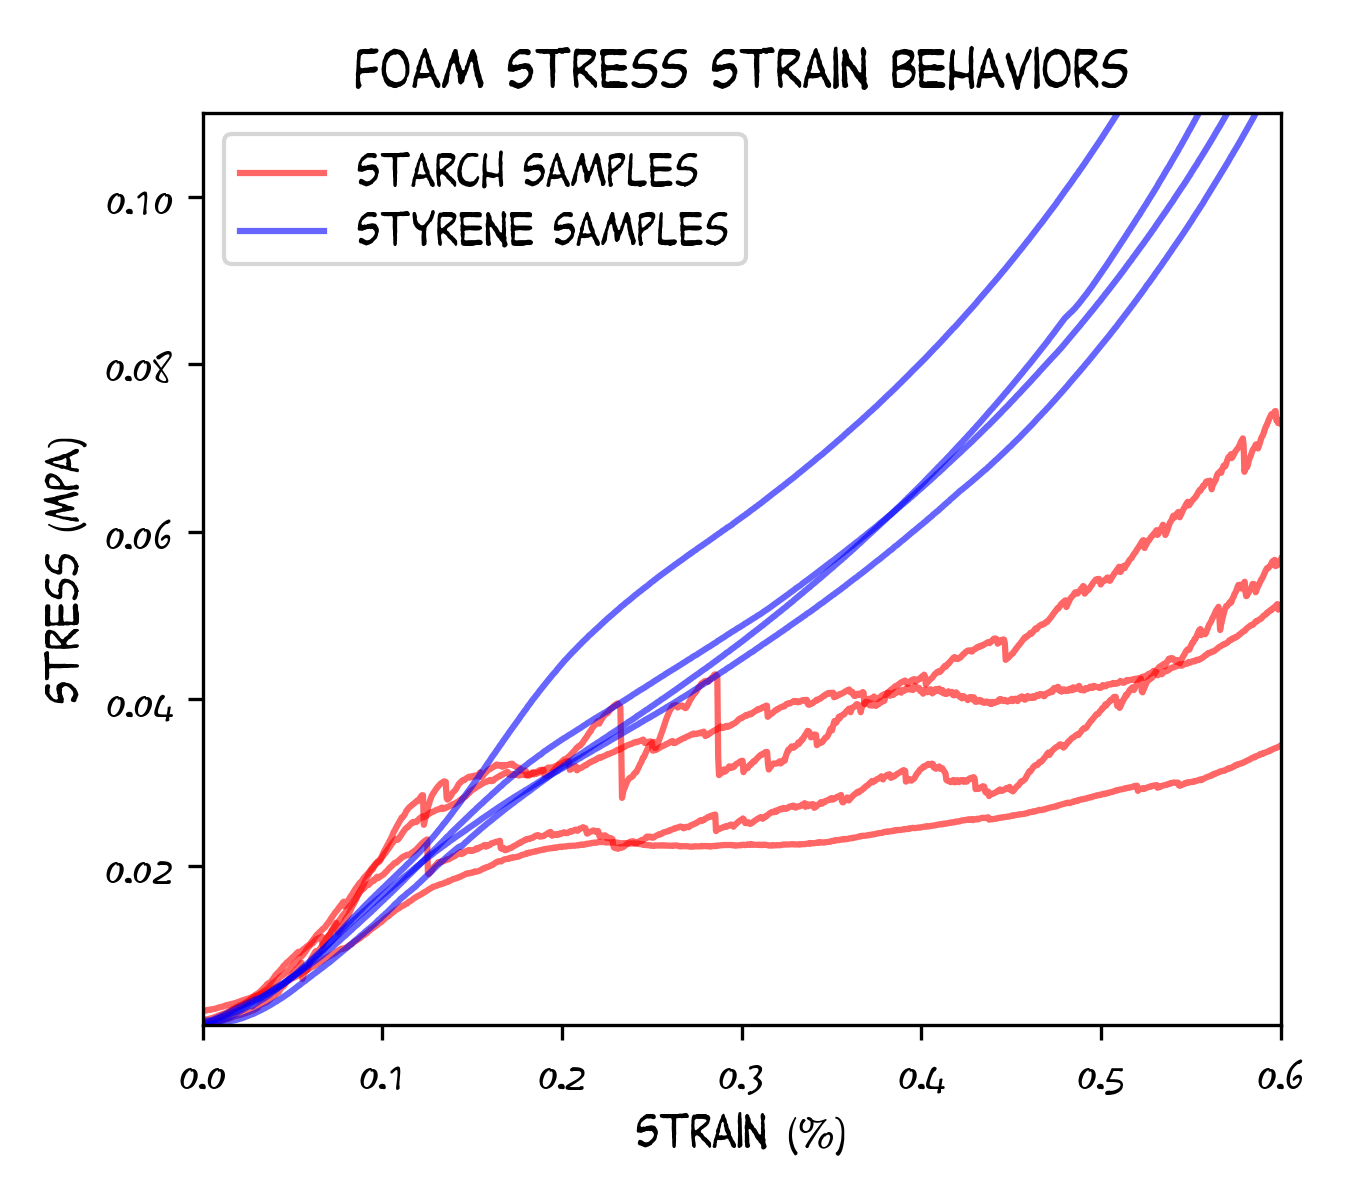 FOAM STRESS STRAIN BEHAVIORS
STARCH SAMPLES
STYRENE SAMPLES
0.10
0.08
0.06
0.04
0.02
STRESS (MPA)
0.0 0.1 0.2 0.3 0.4 0.5 0.6
STRAIN (%)